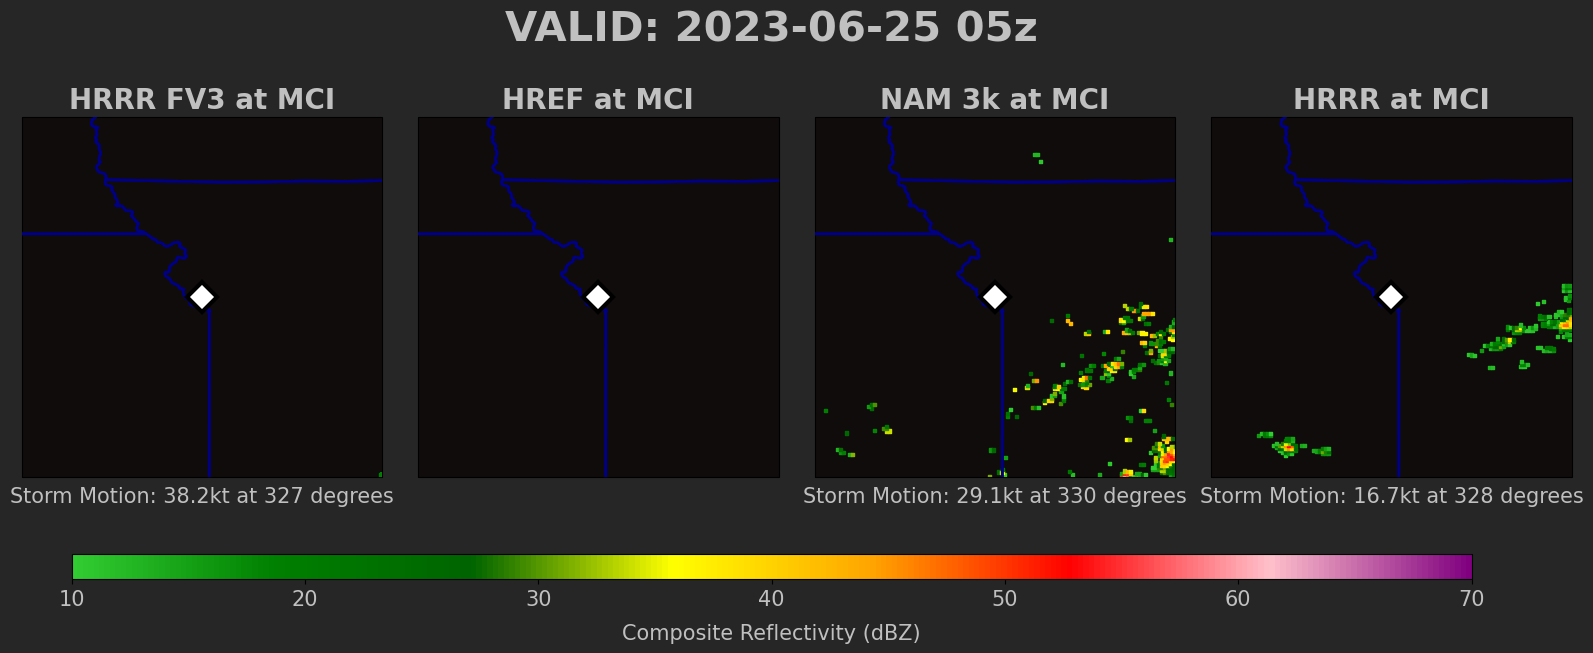 VALID: 2023-06-25 05z
HRRR FV3 at MCI
HREF at MCI
NAM 3k at MCI
HRRR at MCI
Storm Motion: 38.2kt at 327 degrees
Storm Motion: 29.1kt at 330 degrees
Storm Motion: 16.7kt at 328 degrees
10 20 30 40 50 60 70
Composite Reflectivity (dBZ)